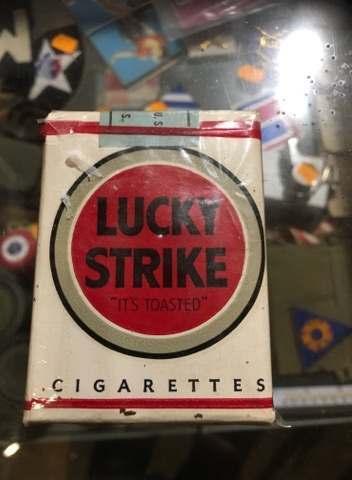 U.S.
S.
LUCKY
STRIKE
"IT'S TOASTED"
CIGARETTES